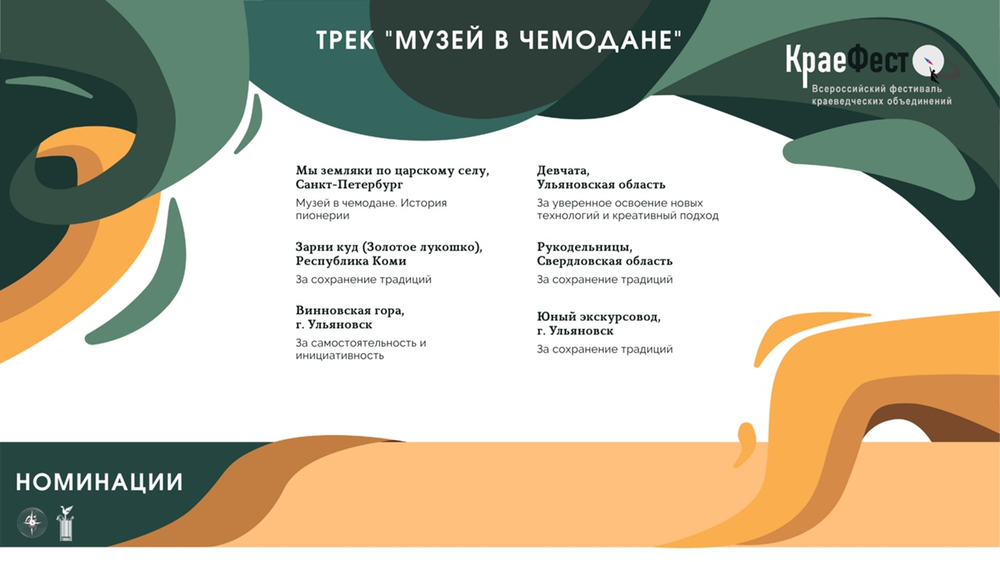 ТРЕК "МУЗЕЙ В ЧЕМОДАНЕ"
КраеФест
Всероссийский фестиваль
краеведческих объединений
Мы земляки по царскому селу,
Санкт-Петербург
Музей в чемодане. История
пионерии
Зарни куд (Золотое лукошко),
Республика Коми
За сохранение традиций
Винновская гора,
г. Ульяновск
За самостоятельность и
инициативность
Девчата,
Ульяновская область
За уверенное освоение новых
технологий и креативный подход
Рукодельницы,
Свердловская область
За сохранение традиций
Юный экскурсовод,
г. Ульяновск
За сохранение традиций
НОМИНАЦИИ